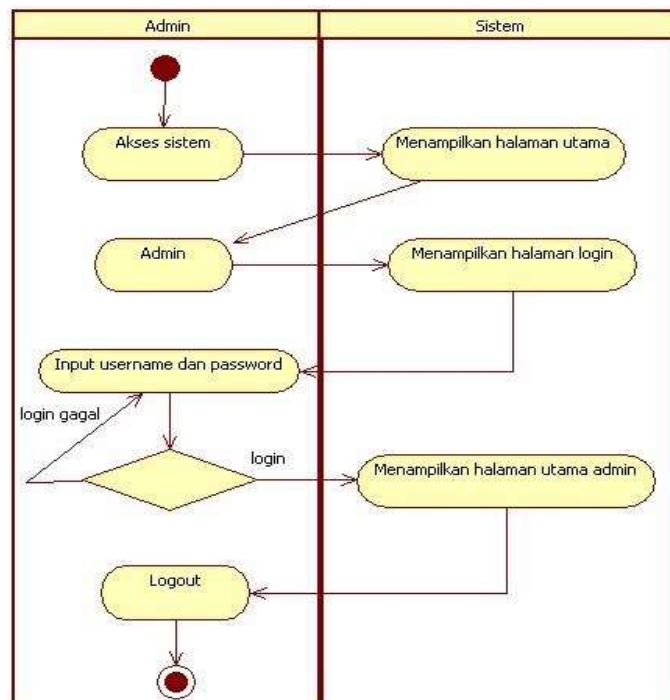 Admin
Sistem
Akses sistem
Menampilkan halaman utama
Admin
Menampilkan halaman login
Input username dan password
login gagal
login
Menampilkan halaman utama admin
Logout